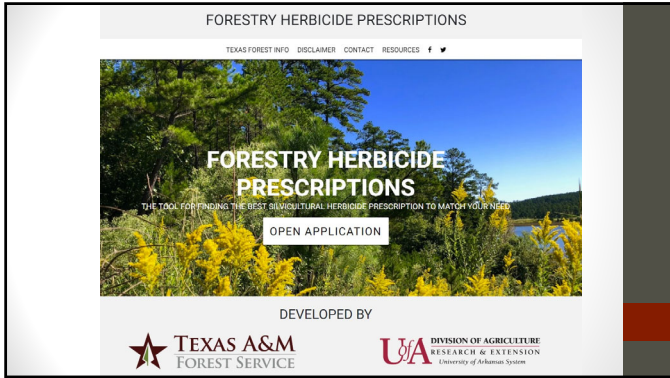 FORESTRY HERBICIDE PRESCRIPTIONS
TEXAS FOREST INFO DISCLAIMER CONTACT RESOURCES
FORESTRY HERBICIDE
PRESCRIPTIONS
THE TOOL FOR FINDING THE BEST SILVICULTURAL HERBICIDE PRESCRIPTION TO MATCH YOUR NEED
OPEN APPLICATION
DEVELOPED BY
TEXAS A&M
FOREST SERVICE
UofA
DIVISION OF AGRICULTURE
RESEARCH & EXTENSION
University of Arkansas System